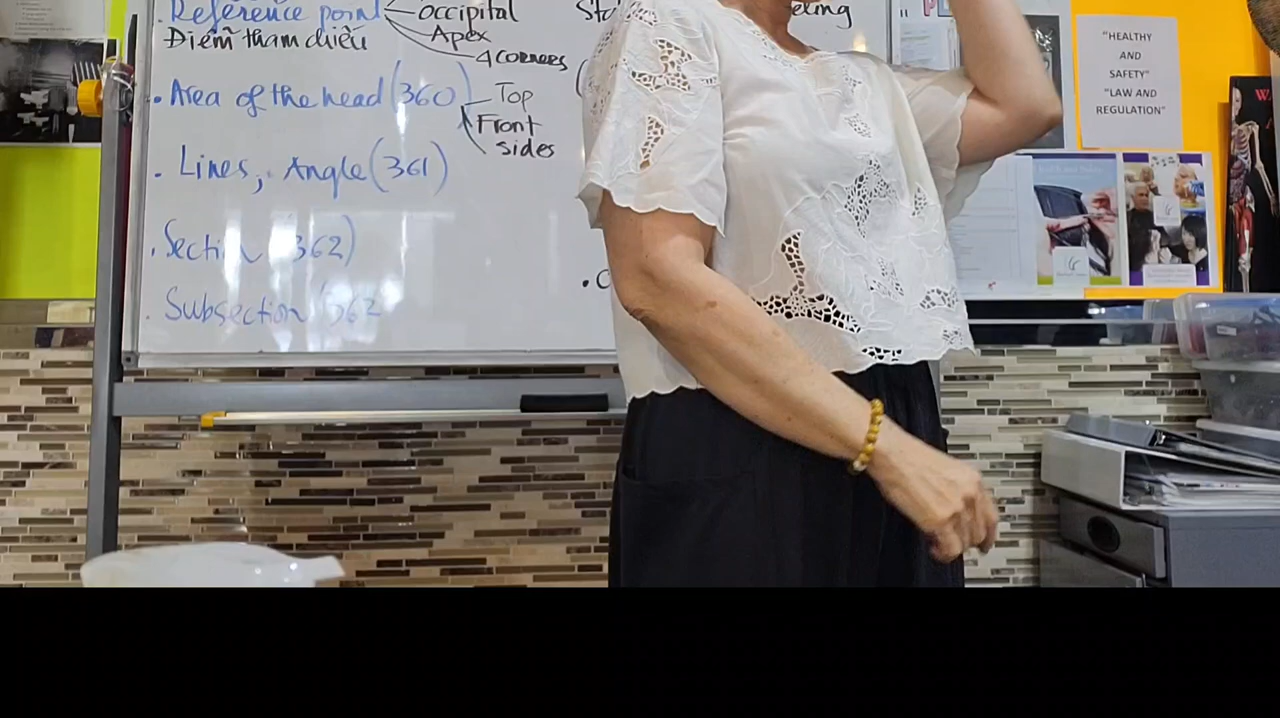 . Reference point
occipital
Apex
4 corners
Điểm tham chiếu
. Area of the head (360)
Top
Front
sides
. Lines, Angle (361)
. Section 362)
. Subsection (362
"HEALTHY
AND
SAFETY"
"LAW AND
REGULATION"